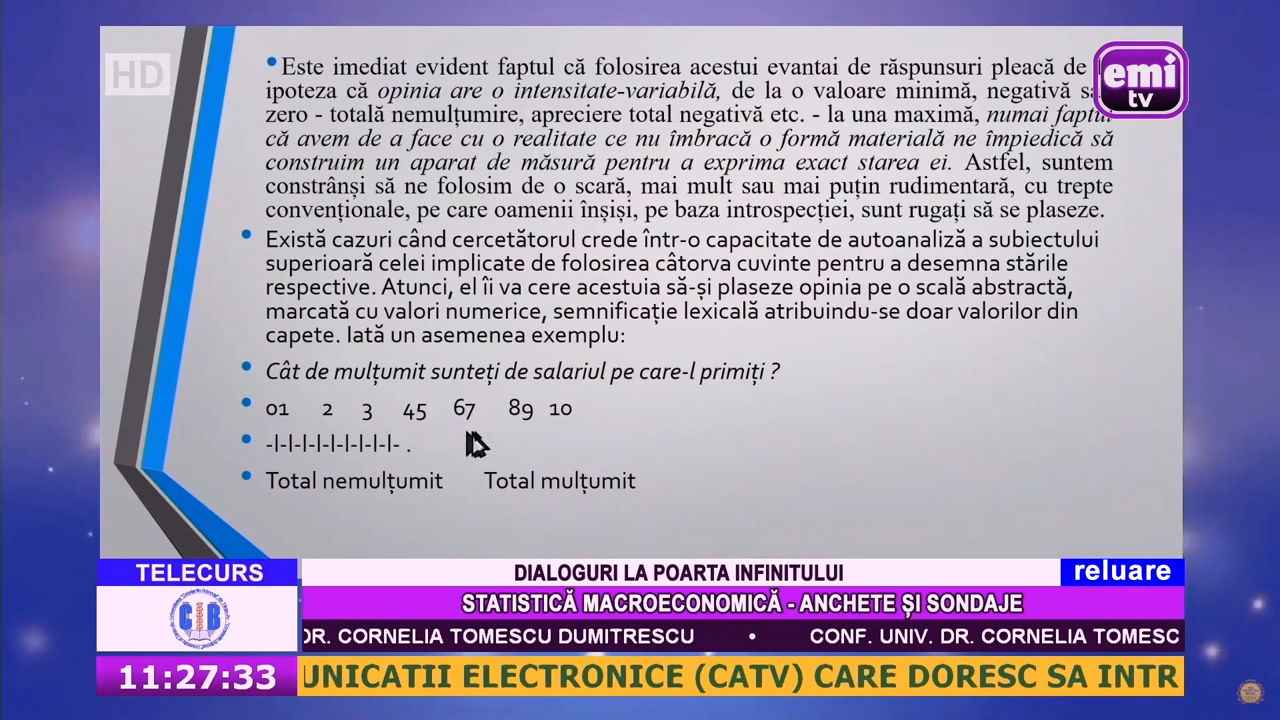 HD
emi
tv
•Este imediat evident faptul că folosirea acestui evantai de răspunsuri pleacă de
ipoteza că opinia are o intensitate-variabilă, de la o valoare minimă, negativă
zero - totală nemulțumire, apreciere total negativă etc. - la una maximă, numai faptul
că avem de a face cu o realitate ce nu îmbracă o formă materială ne împiedică să
construim un aparat de măsură pentru a exprima exact starea ei. Astfel, suntem
constrânși să ne folosim de o scară, mai mult sau mai puțin rudimentară, cu trepte
convenționale, pe care oamenii înșiși, pe baza introspecției, sunt rugați să se plaseze.
• Există cazuri când cercetătorul crede într-o capacitate de autoanaliză a subiectului
superioară celei implicate de folosirea câtorva cuvinte pentru a desemna stările
respective. Atunci, el îi va cere acestuia să-și plaseze opinia pe o scală abstractă,
marcată cu valori numerice, semnificație lexicală atribuindu-se doar valorilor din
capete. Iată un asemenea exemplu:
• Cât de mulțumit sunteți de salariul pe care-l primiți ?
• 01 2 3 45 67 89 10
• -l-l-l-l-l-l-l-l-l- .
• Total nemulțumit Total mulțumit
TELECURS
DIALOGURI LA POARTA INFINITULUI
reluare
CIB
STATISTICĂ MACROECONOMICĂ - ANCHETE ȘI SONDAJE
DR. CORNELIA TOMESCU DUMITRESCU • CONF. UNIV. DR. CORNELIA TOMESC
11:27:33
UNICATII ELECTRONICE (CATV) CARE DORESC SA INTR